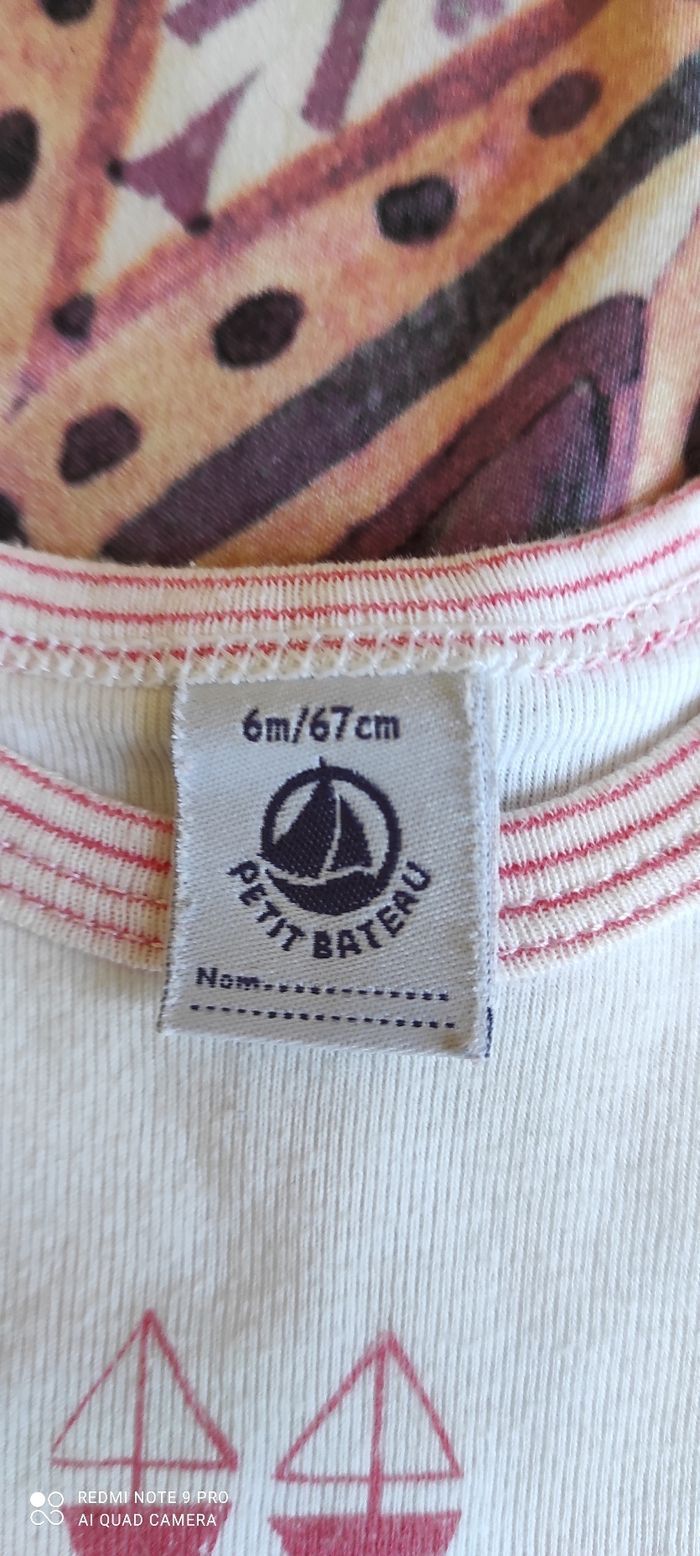 6m/67cm
PETIT BATEAU
Nom..............
....................
REDMI NOTE 9 PRO
AI QUAD CAMERA